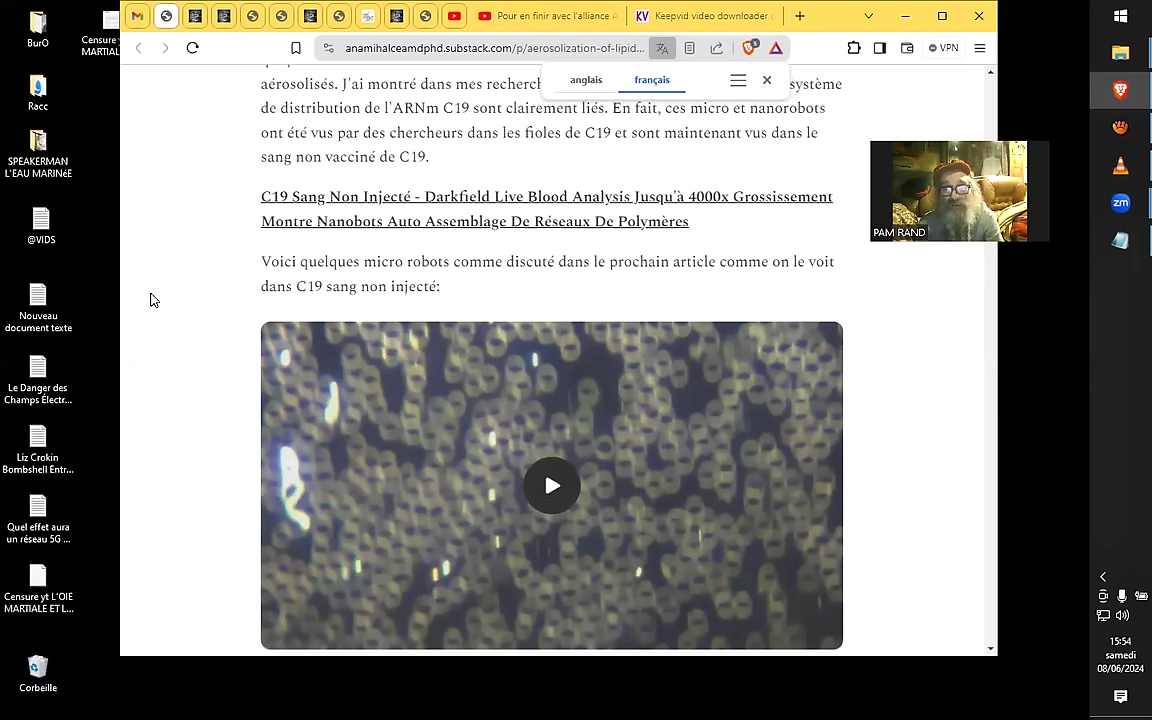 BurO
Censure yt
MARTIALE ET L...
Racc
SPEAKERMAN
L'EAU MARINéE
@VIDS
Nouveau
document texte
Le Danger des
Champs Électr...
Liz Crokin
Bombshell Entr...
Quel effet aura
un réseau 5G ...
Censure yt L'OIE
MARTIALE ET L...
Corbeille
Pour en finir avec l'alliance
KV Keepvid video downloader
anamihalceamdphd.substack.com/p/aerosolization-of-lipid...
5
VPN
anglais
français
aérosolisés. J'ai montré dans mes recherch système
de distribution de l'ARNm C19 sont clairement liés. En fait, ces micro et nanorobots
ont été vus par des chercheurs dans les fioles de C19 et sont maintenant vus dans le
sang non vacciné de C19.
C19 Sang Non Injecté - Darkfield Live Blood Analysis Jusqu'à 4000x Grossissement
Montre Nanobots Auto Assemblage De Réseaux De Polymères
Voici quelques micro robots comme discuté dans le prochain article comme on le voit
dans C19 sang non injecté:
PAM RAND
zm
15:54
samedi
08/06/2024